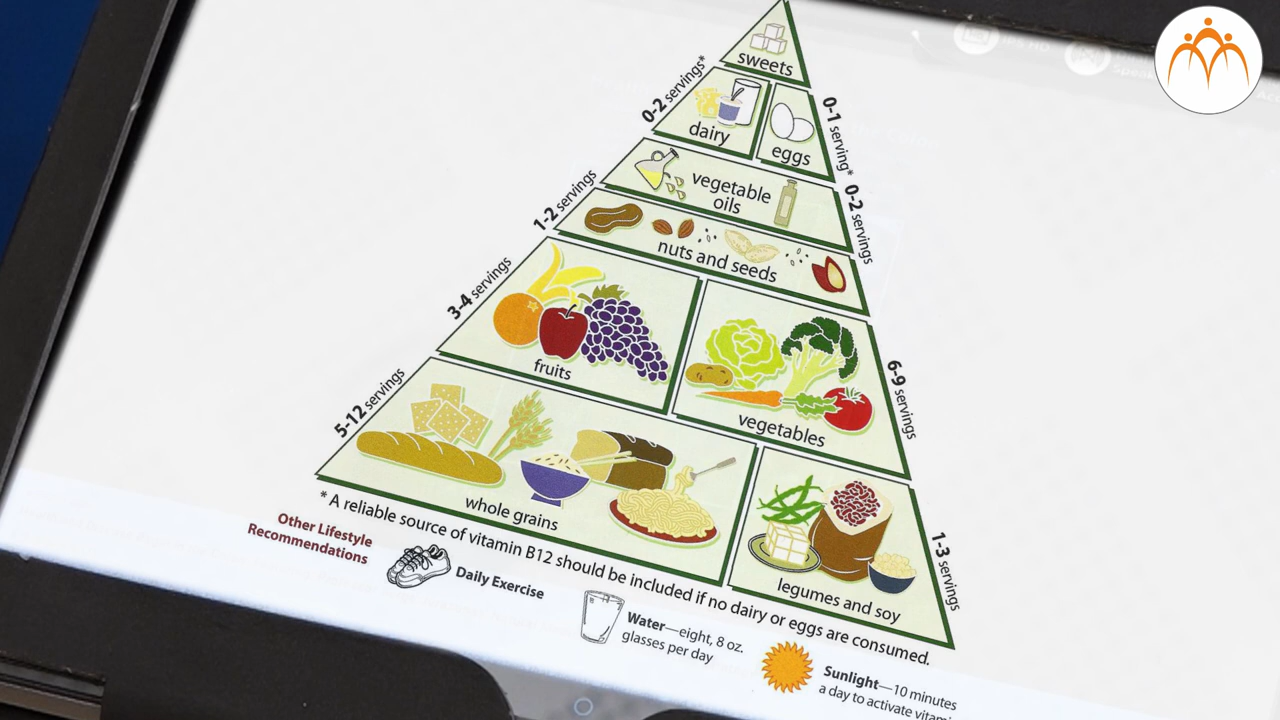 sweets
0-2 servings*
dairy
eggs
0-1 serving*
vegetable
oils
0-2 servings
1-2 servings
nuts and seeds
3-4 servings
fruits
vegetables
6-9 servings
5-12 servings
whole grains
legumes and soy
1-3 servings
* A reliable source of vitamin B12 should be included if no dairy or eggs are consumed.
Other Lifestyle
Recommendations
Daily Exercise
Water—eight, 8 oz.
glasses per day
Sunlight—10 minutes
a day to activate